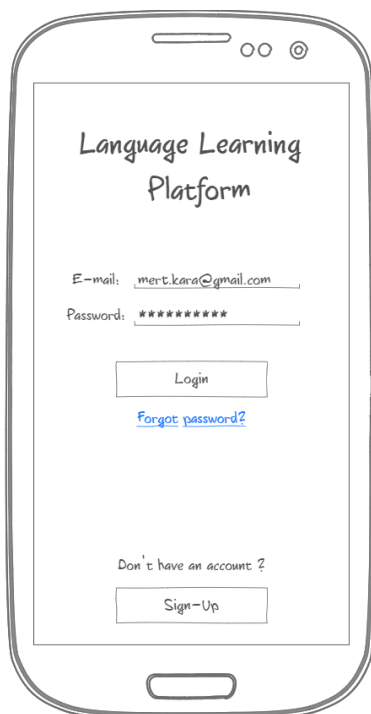 Language Learning
Platform
E-mail: mert.kara@gmail.com
Password: **********
Login
Forgot password?
Don't have an account ?
Sign-Up